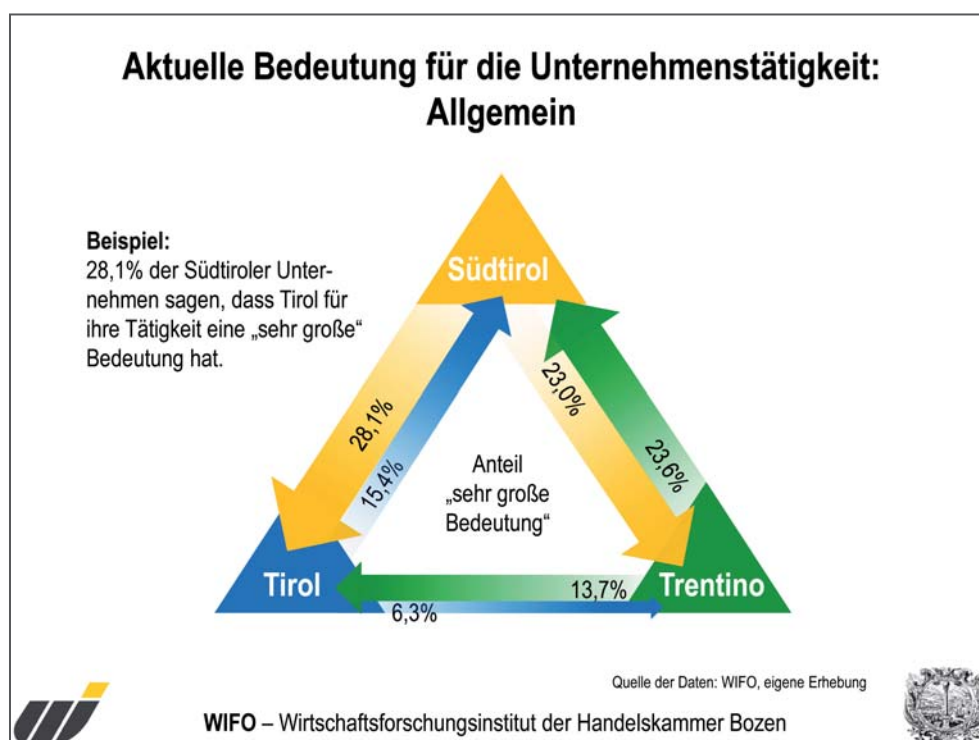 Aktuelle Bedeutung für die Unternehmenstätigkeit:
Allgemein
Beispiel:
28,1% der Südtiroler Unter-
nehmen sagen, dass Tirol für
ihre Tätigkeit eine „sehr große“
Bedeutung hat.
Südtirol
28,1%
15,4%
23,0%
23,6%
Anteil
„sehr große
Bedeutung“
Tirol
13,7%
Trentino
6,3%
Quelle der Daten: WIFO, eigene Erhebung
WIFO – Wirtschaftsforschungsinstitut der Handelskammer Bozen